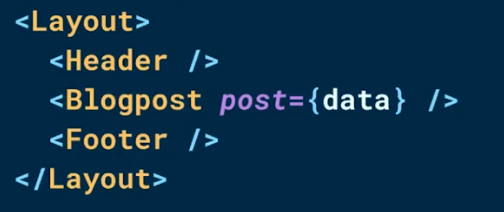 <Layout>
  <Header />
  <Blogpost post={data} />
  <Footer />
</Layout>